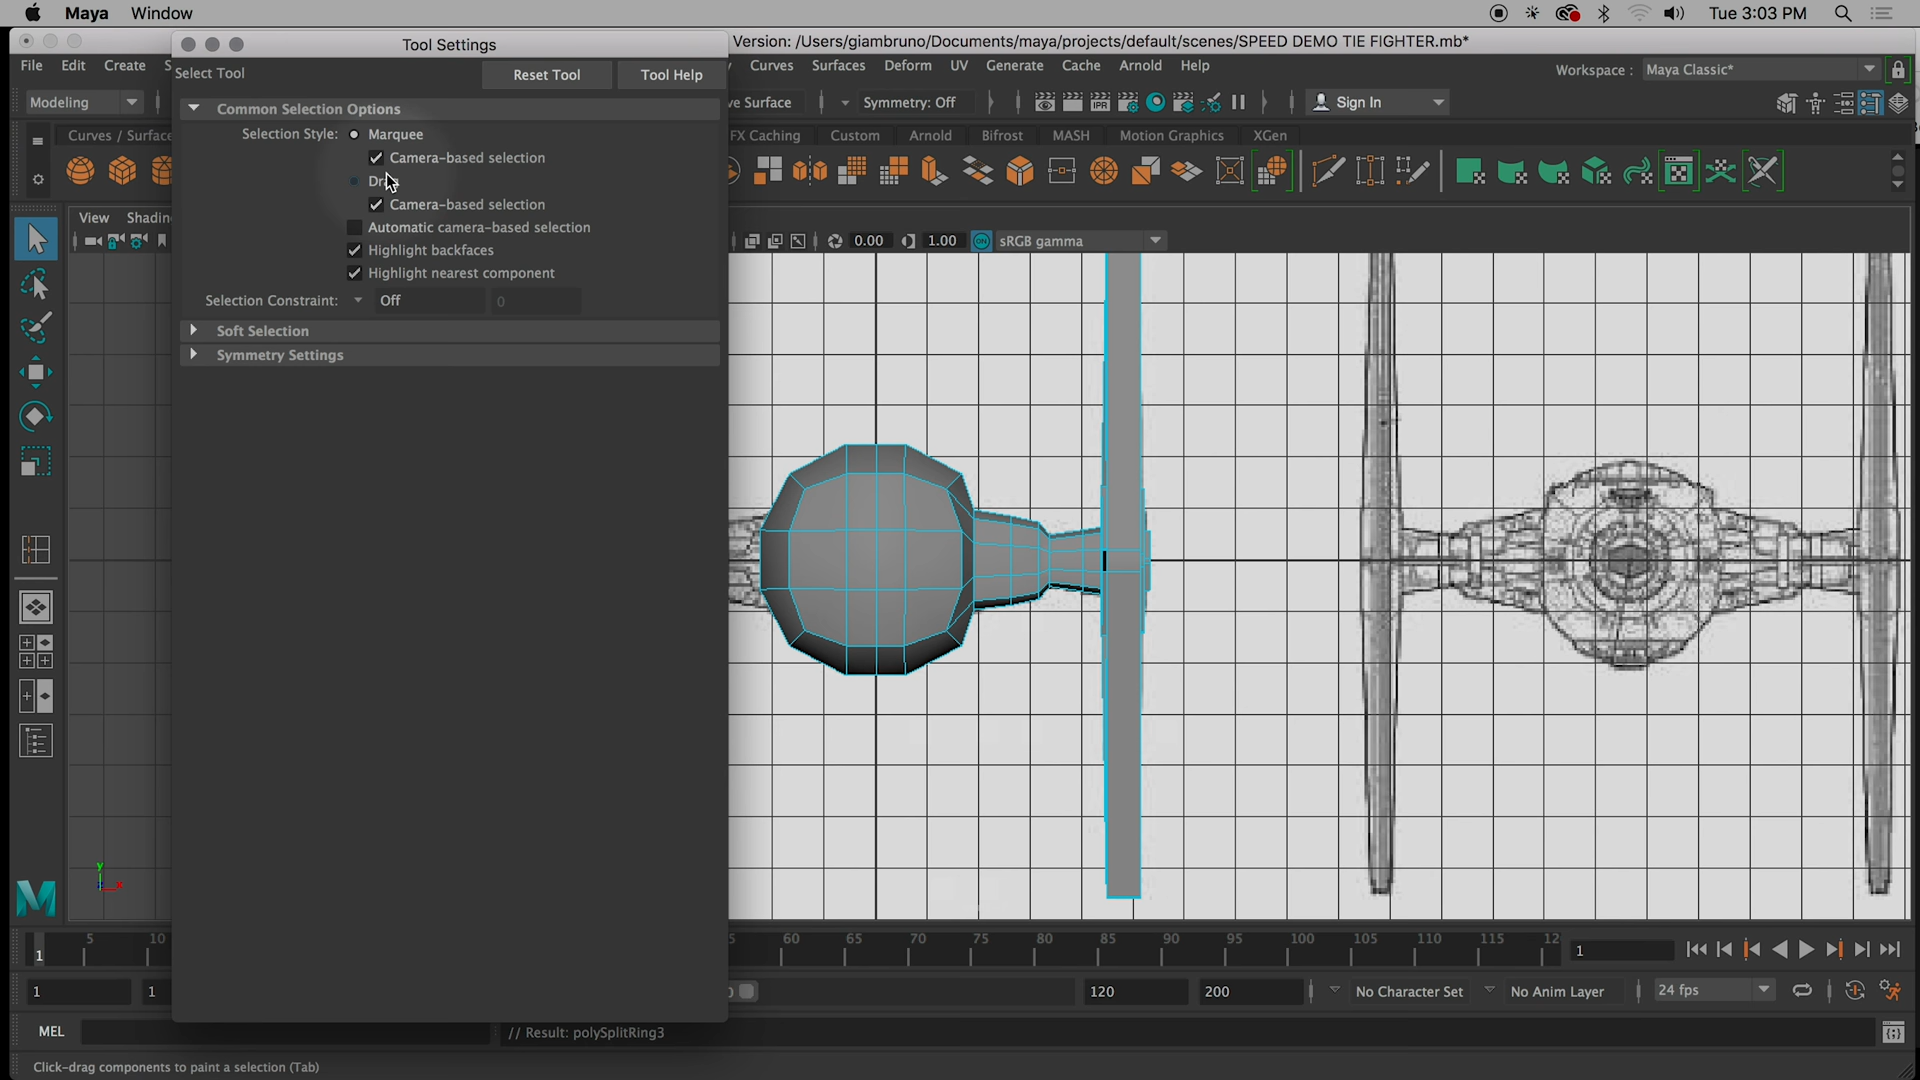 Maya Window
Tue 3:03 PM
Tool Settings
Version: /Users/giambruno/Documents/maya/projects/default/scenes/SPEED DEMO TIE FIGHTER.mb*
File Edit Create S
Curves Surfaces Deform UV Generate Cache Arnold Help
Workspace : Maya Classic*
Select Tool
Reset Tool
Tool Help
Modeling
ve Surface
Symmetry: Off
IPR
Sign In
Common Selection Options
Selection Style: Marquee
Curves / Surface
FX Caching Custom Arnold Bifrost MASH Motion Graphics XGen
Camera-based selection
Camera-based selection
Automatic camera-based selection
Highlight backfaces
Highlight nearest component
View Shadin
0.00 1.00 ON sRGB gamma
Selection Constraint: Off 0
Soft Selection
Symmetry Settings
y
x
1 5 10 5 60 65 70 75 80 85 90 95 100 105 110 115 12 1
1 1 120 200 No Character Set No Anim Layer 24 fps
MEL // Result: polySplitRing3
Click-drag components to paint a selection (Tab)